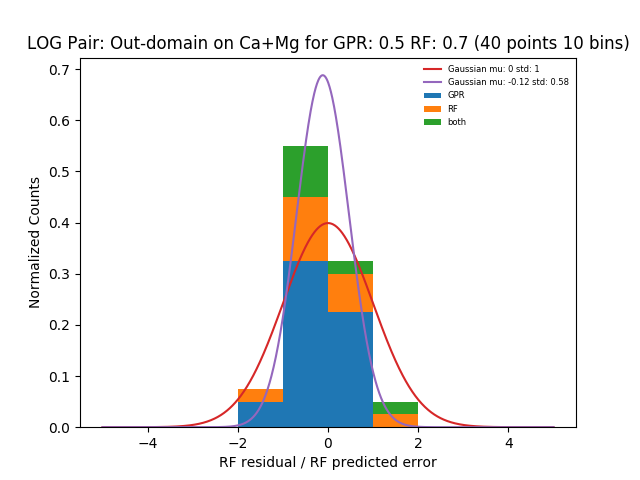 LOG Pair: Out-domain on Ca+Mg for GPR: 0.5 RF: 0.7 (40 points 10 bins)
Gaussian mu: 0 std: 1
Gaussian mu: -0.12 std: 0.58
GPR
RF
both
Normalized Counts
0.7
0.6
0.5
0.4
0.3
0.2
0.1
0.0
−4
−2
0
2
4
RF residual / RF predicted error